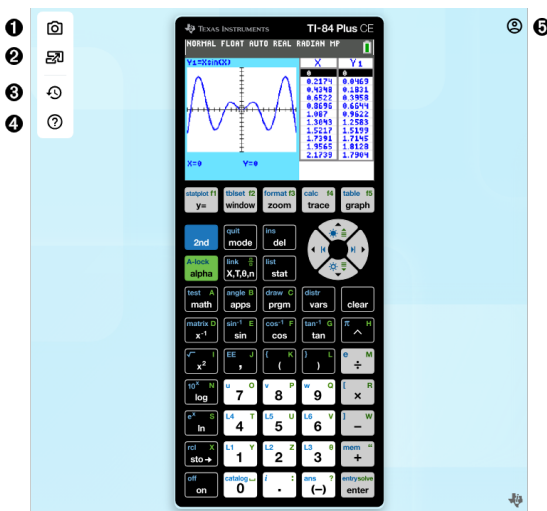 1
2
3
4
5
TEXAS INSTRUMENTS TI-84 Plus CE
NORMAL FLOAT AUTO REAL RADIAN MP
Y1=Xsin(X)
X Y1
0 0
0.2174 0.0469
0.4348 0.1831
0.6522 0.3958
0.8696 0.6644
1.087 0.9622
1.3043 1.2583
1.5217 1.5199
1.7391 1.7145
1.9565 1.8128
2.1739 1.7904
X=0 Y=0
statplot f1 tblset f2 format f3 calc f4 table f5
y= window zoom trace graph
quit ins
2nd mode del
A-lock link list
alpha X,T,θ,n stat
test A angle B draw C distr
math apps prgm vars clear
matrix D sin⁻¹ E cos⁻¹ F tan⁻¹ G π H
x⁻¹ sin cos tan ^
√ I EE J { K } L e M
x² , ( ) ÷
10ˣ N u O v P w Q [ R
log 7 8 9 ×
eˣ S L4 T L5 U L6 V ] W
ln 4 5 6 −
rcl X L1 Y L2 Z L3 θ mem "
sto→ 1 2 3 +
off catalog i : ans ? entry solve
on 0 . (−) enter